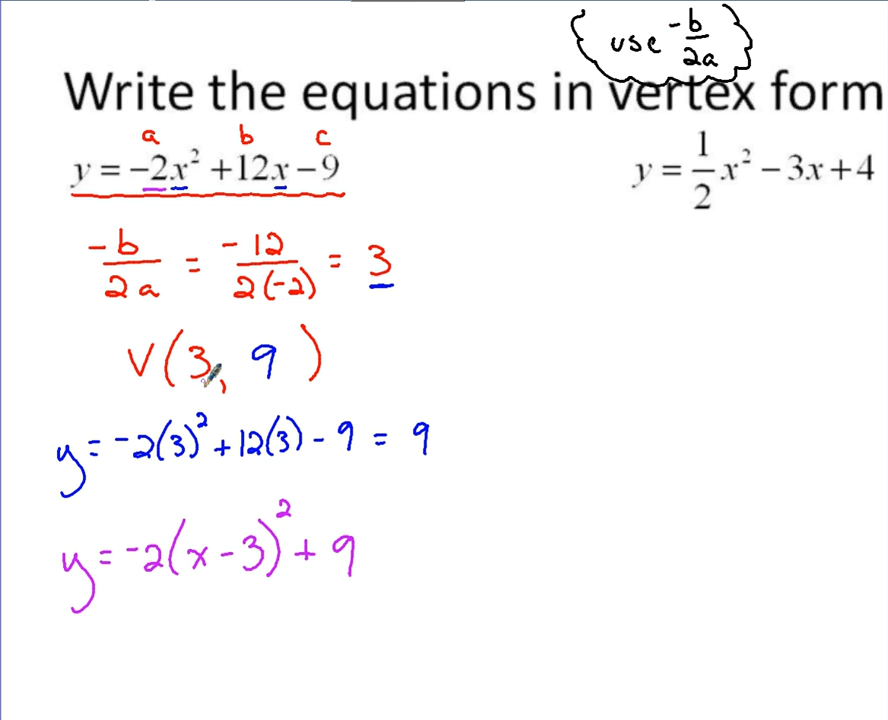 use -b/2a
Write the equations in vertex form
a b c
y = -2x² + 12x - 9
y = 1/2 x² - 3x + 4
-b/2a = -12/2(-2) = 3
V(3, 9)
y = -2(3)² + 12(3) - 9 = 9
y = -2(x - 3)² + 9